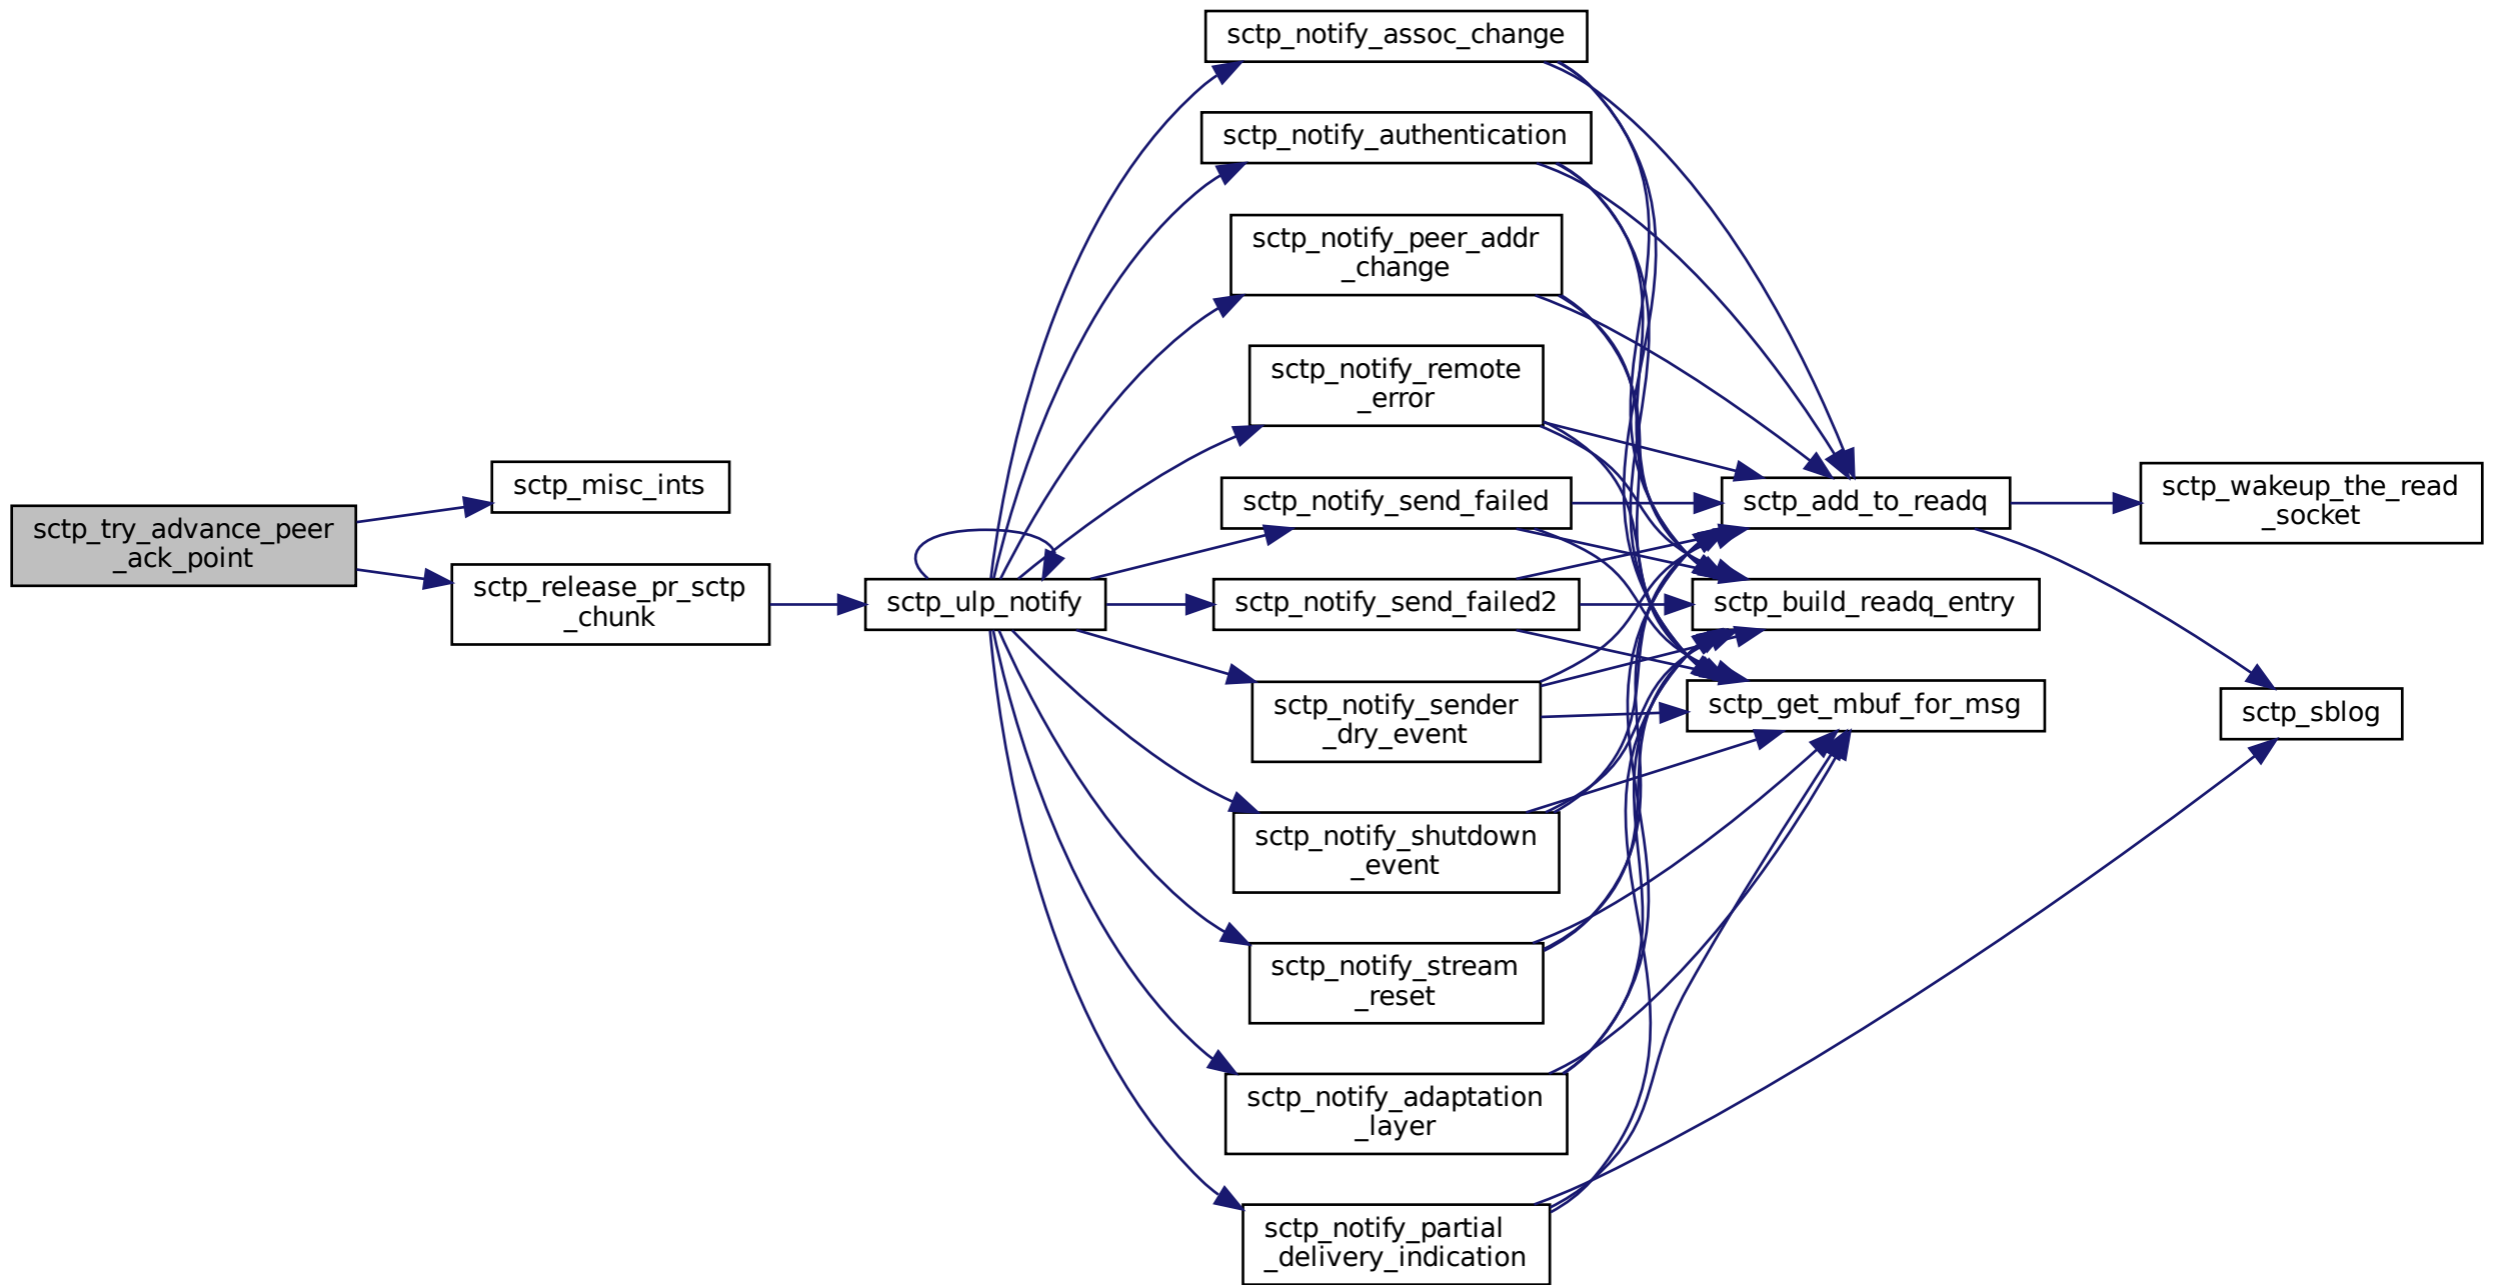 sctp_try_advance_peer
_ack_point
sctp_misc_ints
sctp_release_pr_sctp
_chunk
sctp_ulp_notify
sctp_notify_assoc_change
sctp_notify_authentication
sctp_notify_peer_addr
_change
sctp_notify_remote
_error
sctp_notify_send_failed
sctp_notify_send_failed2
sctp_notify_sender
_dry_event
sctp_notify_shutdown
_event
sctp_notify_stream
_reset
sctp_notify_adaptation
_layer
sctp_notify_partial
_delivery_indication
sctp_add_to_readq
sctp_build_readq_entry
sctp_get_mbuf_for_msg
sctp_wakeup_the_read
_socket
sctp_sblog